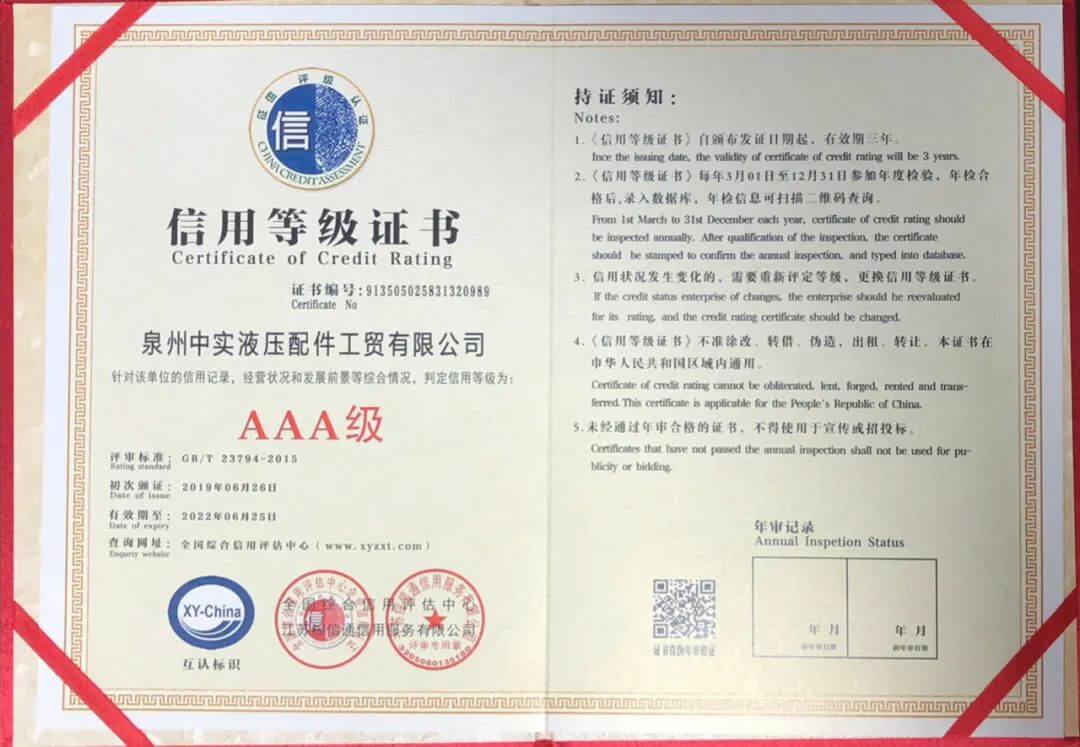 征信评级认证
信
CHINA CREDIT ASSESSMENT
信用等级证书
Certificate of Credit Rating
证书编号:913505025831320989
Certificate No
泉州中实液压配件工贸有限公司
针对该单位的信用记录，经营状况和发展前景等综合情况，判定信用等级为：
AAA级
评审标准： GB/T 23794-2015
Rating standard
初次颁证： 2019年06月26日
Date of issue
有效期至： 2022年06月25日
Date of expiry
查询网址： 全国综合信用评估中心（www.xyzxt.com）
Enqurty website
XY-China
互认标识
全国综合信用评估中心
信用服务有限公司
评审专用章
持证须知：
Notes:
1.《信用等级证书》自颁布发证日期起，有效期三年。
Ince the issuing date, the validity of certificate of credit rating will be 3 years.
2.《信用等级证书》每年3月01日至12月31日参加年度检验，年检合
格后,录入数据库，年检信息可扫描二维码查询。
From 1st March to 31st December each year, certificate of credit rating should
be inspected annually. After qualification of the inspection, the certificate
should be stamped to confirm the annual inspection, and typed into database.
3.信用状况发生变化的，需要重新评定等级，更换信用等级证书。
If the credit status enterprise of changes, the enterprise should he reevaluated
for its rating, and the credit rating certificate should be changed.
4.《信用等级证书》不准涂改、转借、伪造，出租、转让。本证书在
中华人民共和国区域内通用。
Certificate of credit rating cannot be obliterated, lent, forged, rented and trans-
ferred. This certificate is applicable for the People's Republic of China.
5.未经通过年审合格的证书，不得使用于宣传或招投标。
Certificates that have not passed the annual inspection shall not be used for pu-
blicity or bidding.
年审记录
Annual Inspetion Status
年 月
年 月